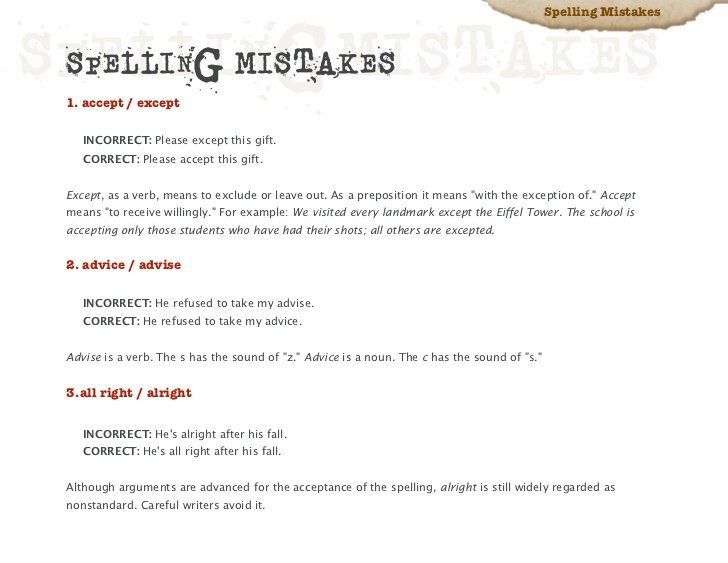 Spelling Mistakes
SPELLING MISTAKES
SPELLING MISTAKES
1. accept / except
INCORRECT: Please except this gift.
CORRECT: Please accept this gift.
Except, as a verb, means to exclude or leave out. As a preposition it means "with the exception of." Accept
means "to receive willingly." For example: We visited every landmark except the Eiffel Tower. The school is
accepting only those students who have had their shots; all others are excepted.
2. advice / advise
INCORRECT: He refused to take my advise.
CORRECT: He refused to take my advice.
Advise is a verb. The s has the sound of "z." Advice is a noun. The c has the sound of "s."
3.all right / alright
INCORRECT: He's alright after his fall.
CORRECT: He's all right after his fall.
Although arguments are advanced for the acceptance of the spelling, alright is still widely regarded as
nonstandard. Careful writers avoid it.